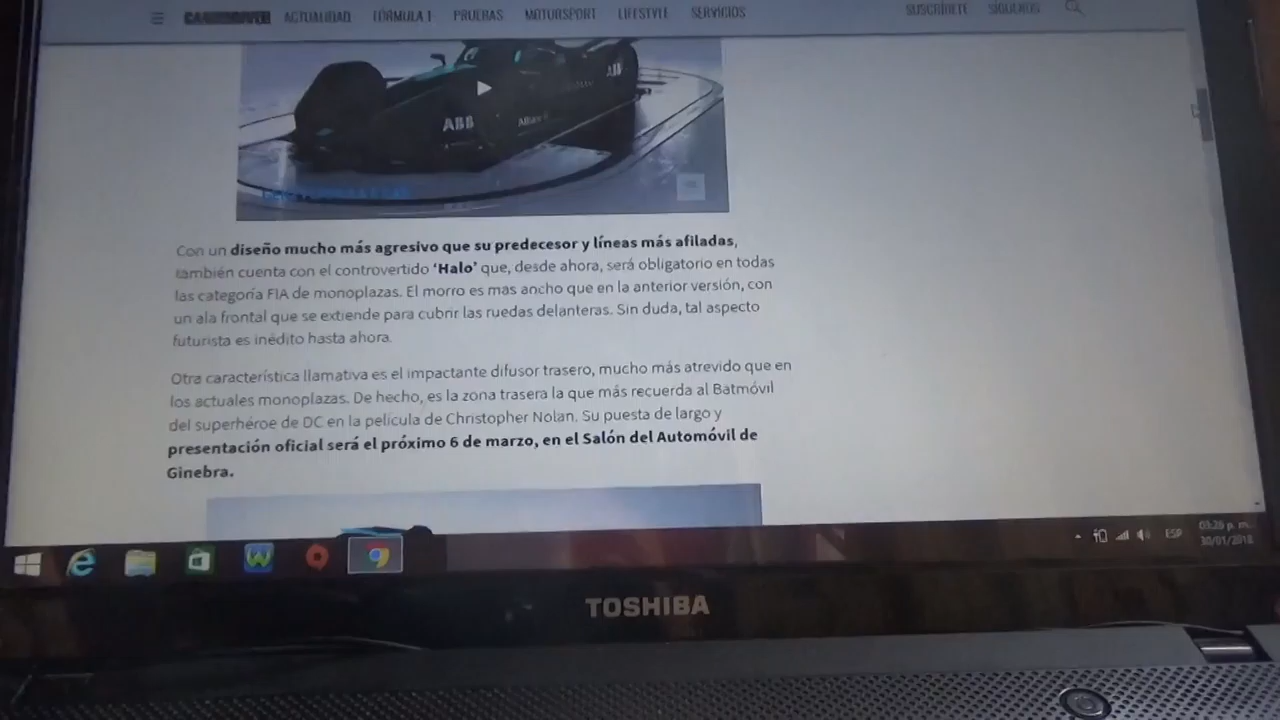 CARANDDRIVER ACTUALIDAD FÓRMULA 1 PRUEBAS MOTORSPORT LIFESTYLE SERVICIOS SUSCRÍBETE SÍGUENOS
ABB
ABB
Con un diseño mucho más agresivo que su predecesor y líneas más afiladas,
también cuenta con el controvertido ‘Halo’ que, desde ahora, será obligatorio en todas
las categoría FIA de monoplazas. El morro es mas ancho que en la anterior versión, con
un ala frontal que se extiende para cubrir las ruedas delanteras. Sin duda, tal aspecto
futurista es inédito hasta ahora.
Otra característica llamativa es el impactante difusor trasero, mucho más atrevido que en
los actuales monoplazas. De hecho, es la zona trasera la que más recuerda al Batmóvil
del superhéroe de DC en la película de Christopher Nolan. Su puesta de largo y
presentación oficial será el próximo 6 de marzo, en el Salón del Automóvil de
Ginebra.
ESP
03:26 p. m.
30/01/2018
TOSHIBA